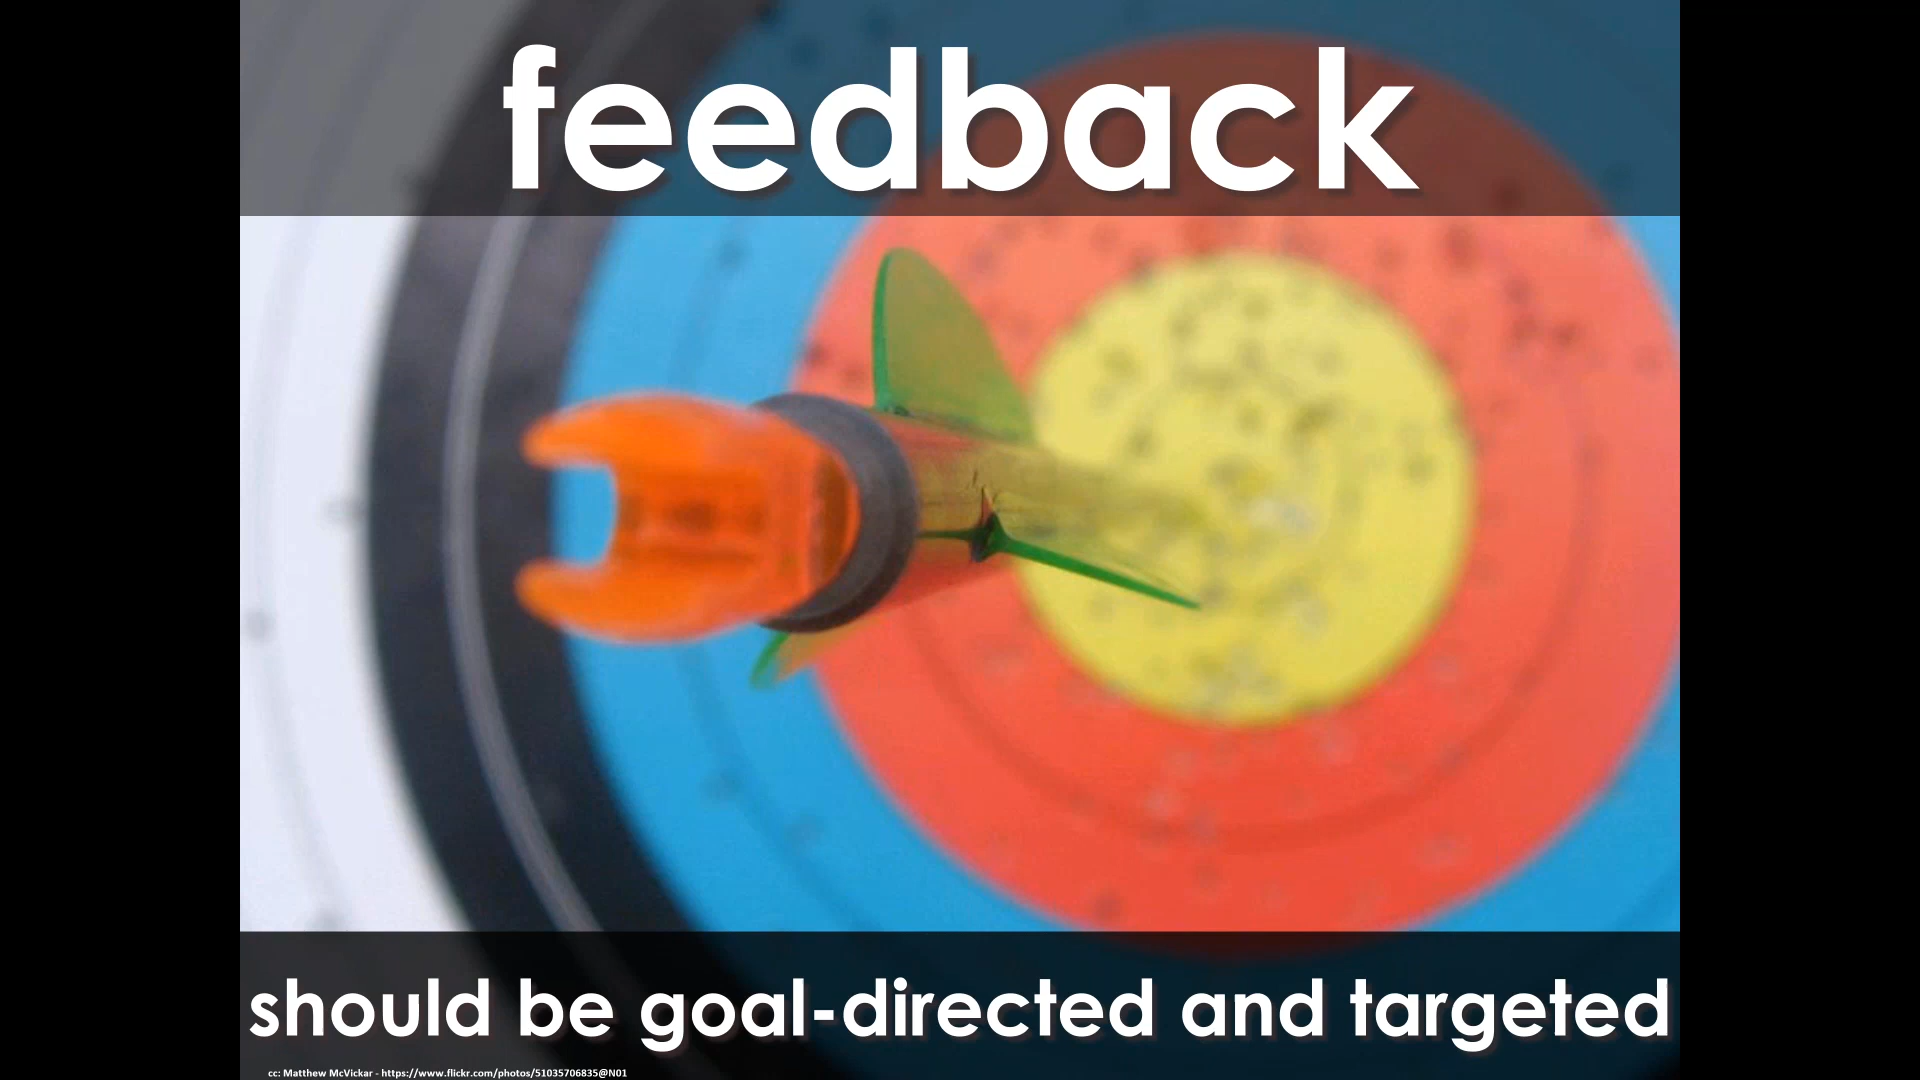 feedback
should be goal-directed and targeted
cc: Matthew McVickar - https://www.flickr.com/photos/51035706835@N01